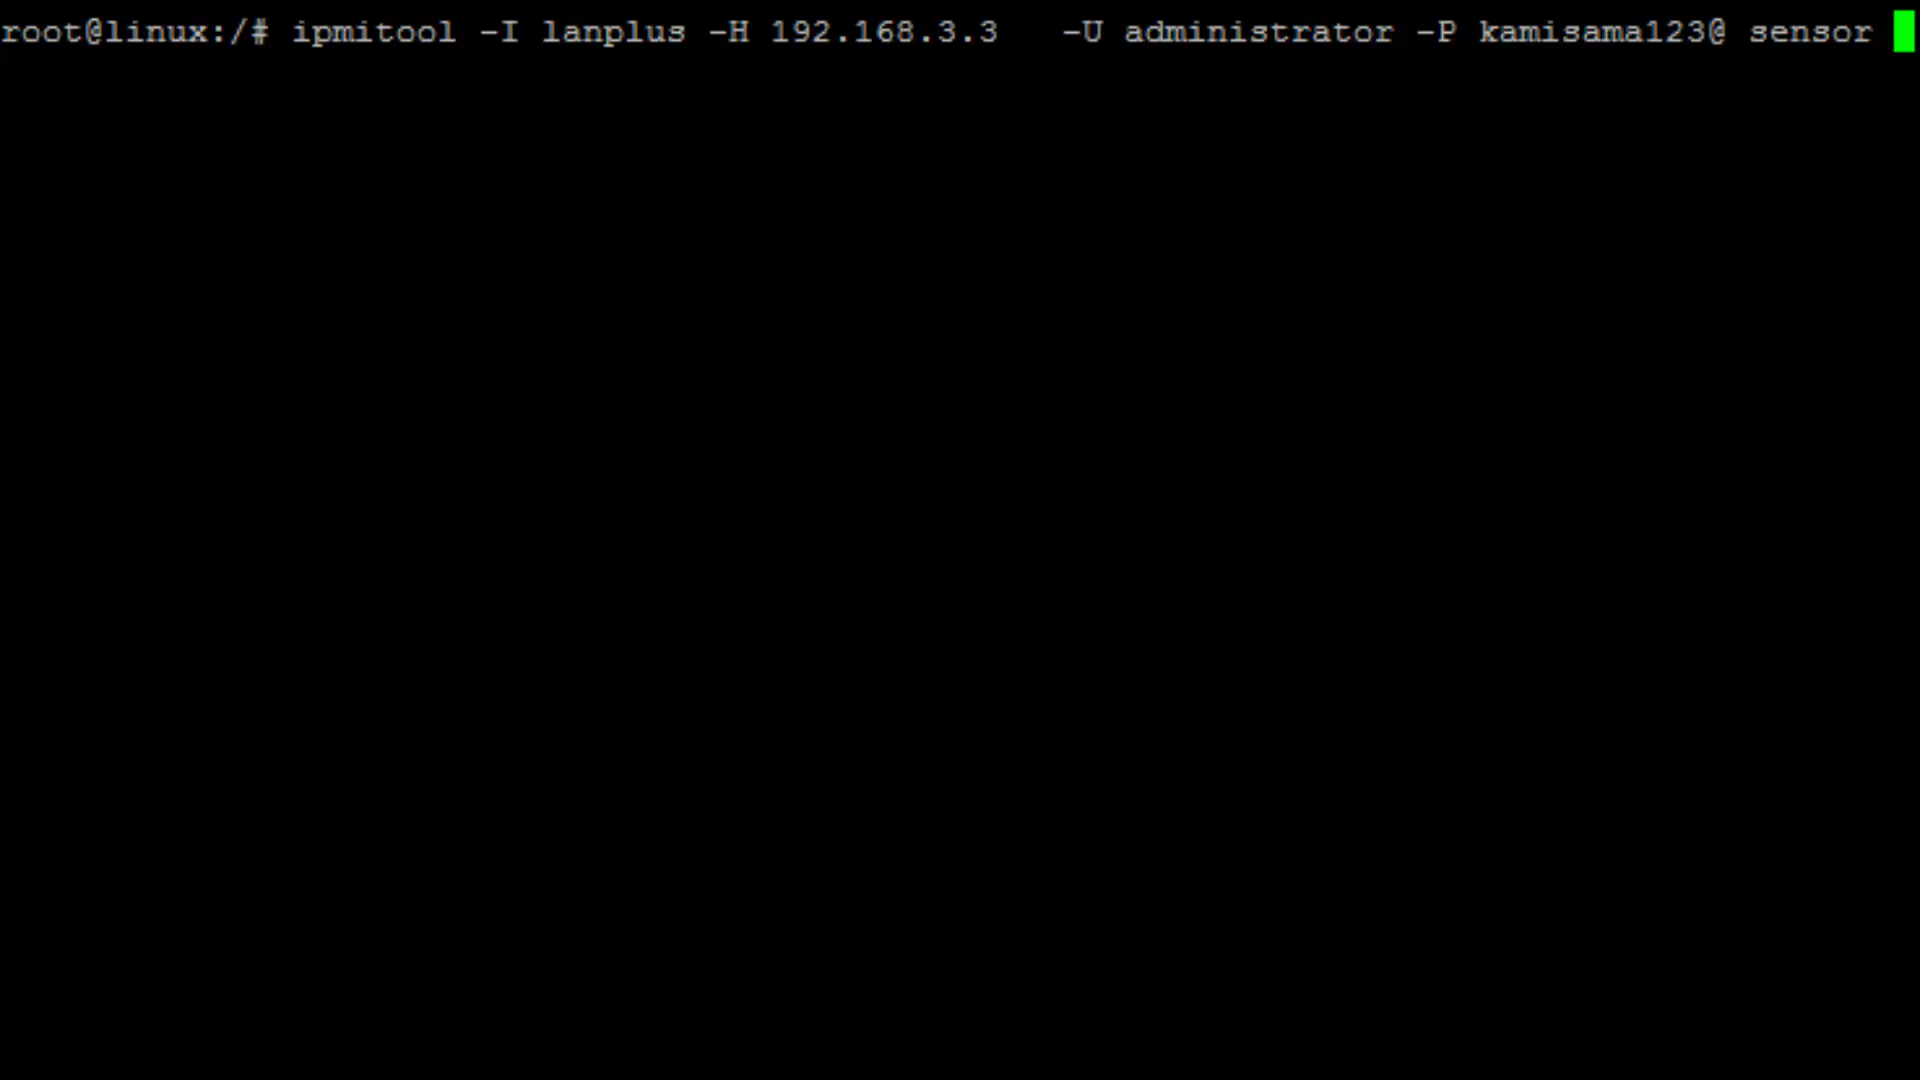 root@linux:/# ipmitool -I lanplus -H 192.168.3.3   -U administrator -P kamisama123@ sensor